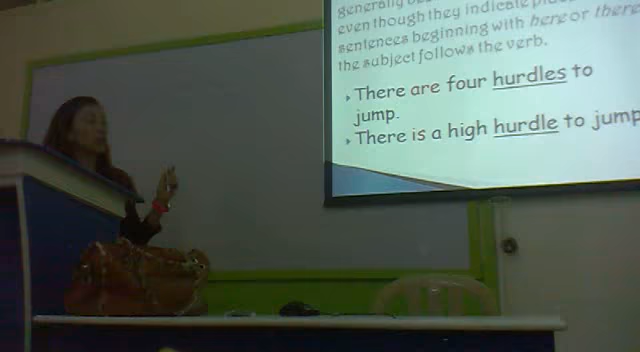 generally
even though they indicate
sentences beginning with here or there
the subject follows the verb.
There are four hurdles to
jump.
There is a high hurdle to jump